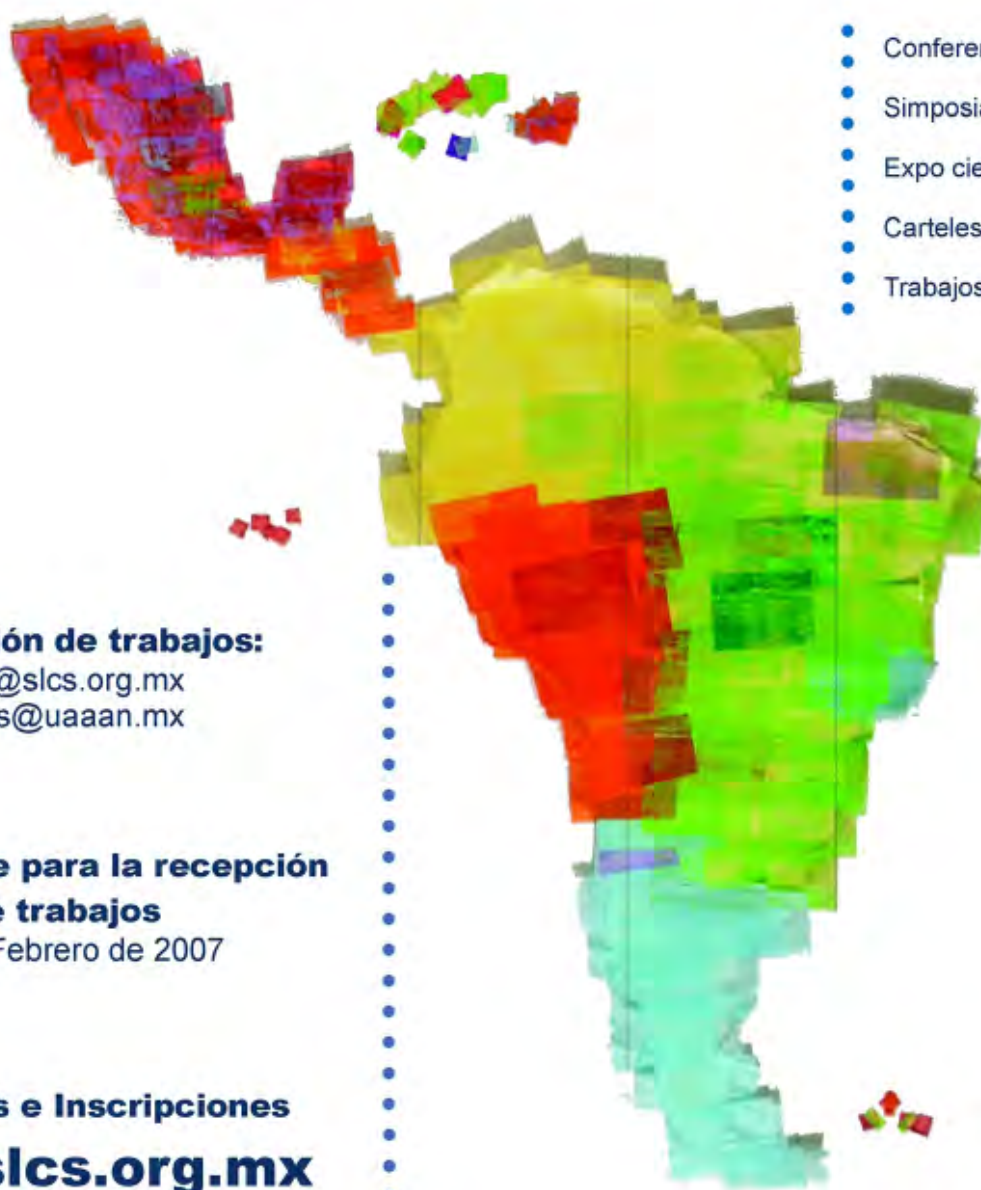 Conferen
Simposia
Expo cie
Carteles
Trabajos
ón de trabajos:
@slcs.org.mx
s@uaaan.mx
e para la recepción
e trabajos
Febrero de 2007
s e Inscripciones
slcs.org.mx